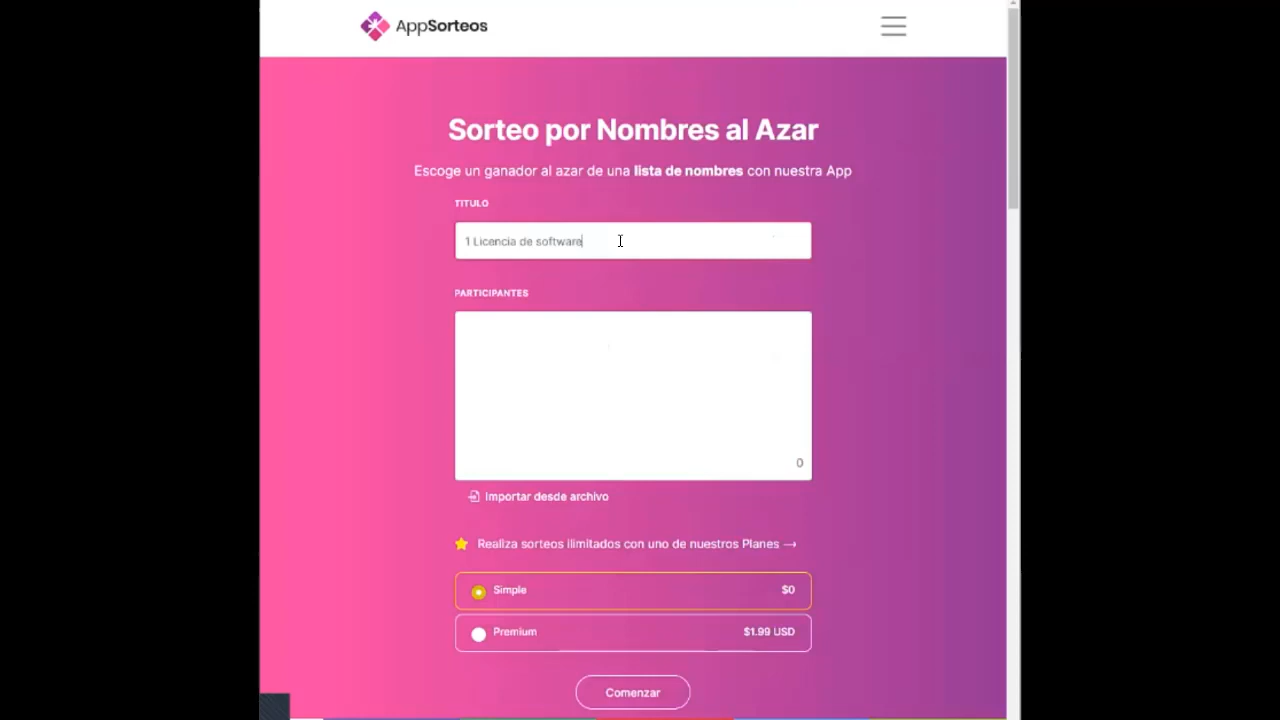 AppSorteos
Sorteo por Nombres al Azar
Escoge un ganador al azar de una lista de nombres con nuestra App
TITULO
1 Licencia de software
PARTICIPANTES
0
Importar desde archivo
Realiza sorteos ilimitados con uno de nuestros Planes →
Simple $0
Premium $1.99 USD
Comenzar